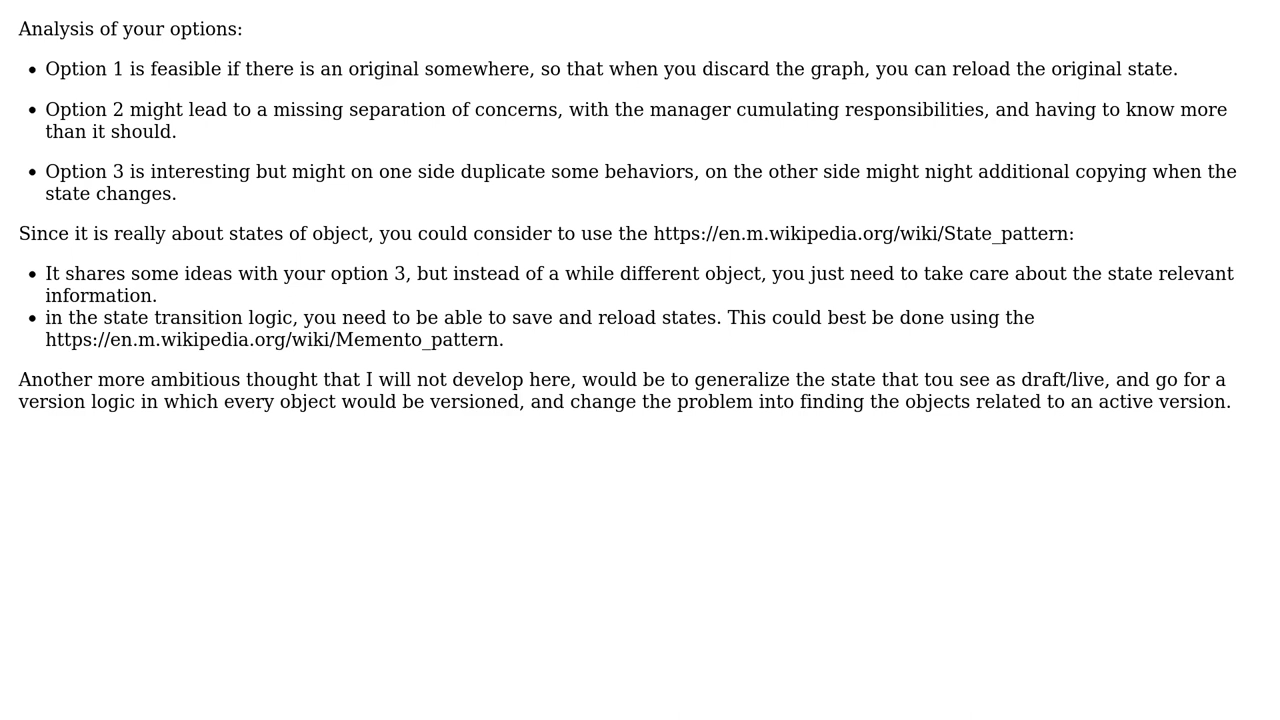 Analysis of your options:
• Option 1 is feasible if there is an original somewhere, so that when you discard the graph, you can reload the original state.
• Option 2 might lead to a missing separation of concerns, with the manager cumulating responsibilities, and having to know more
than it should.
• Option 3 is interesting but might on one side duplicate some behaviors, on the other side might night additional copying when the
state changes.
Since it is really about states of object, you could consider to use the https://en.m.wikipedia.org/wiki/State_pattern:
• It shares some ideas with your option 3, but instead of a while different object, you just need to take care about the state relevant
information.
• in the state transition logic, you need to be able to save and reload states. This could best be done using the
https://en.m.wikipedia.org/wiki/Memento_pattern.
Another more ambitious thought that I will not develop here, would be to generalize the state that tou see as draft/live, and go for a
version logic in which every object would be versioned, and change the problem into finding the objects related to an active version.